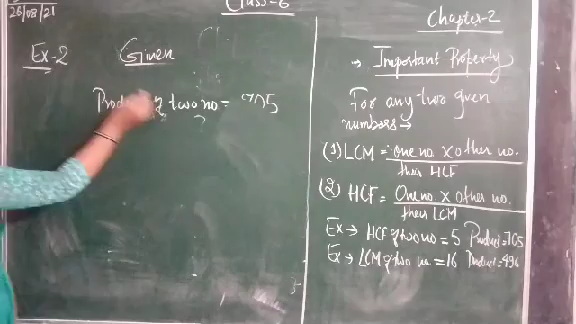 26/08/21
Class-6
Ex-2 Given
Product of two no = 705
Chapter-2
→ Important Property
For any two given
numbers →
(1) LCM = one no. x other no.
their HCF
(2) HCF = One no x other no.
their LCM
Ex → HCF of two no = 5 Product = 705
Ex → LCM of two no. = 16 Product =